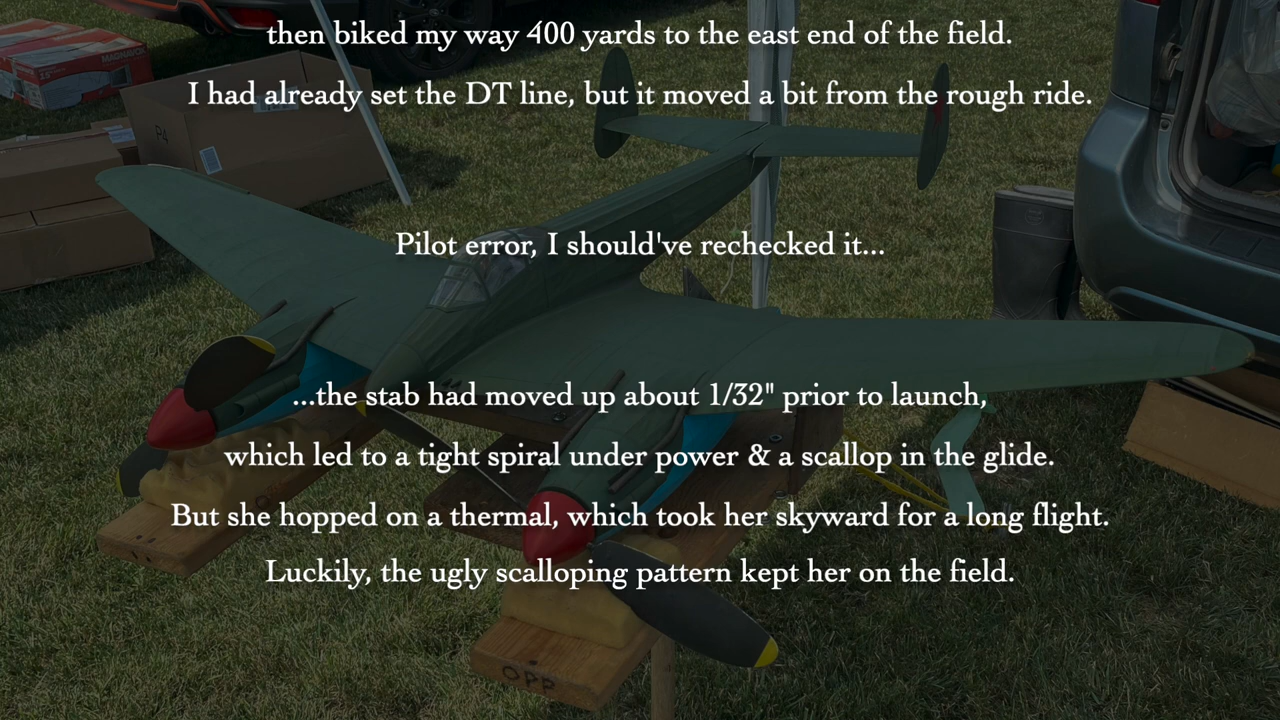 then biked my way 400 yards to the east end of the field.
I had already set the DT line, but it moved a bit from the rough ride.
Pilot error, I should've rechecked it...
...the stab had moved up about 1/32" prior to launch,
which led to a tight spiral under power & a scallop in the glide.
But she hopped on a thermal, which took her skyward for a long flight.
Luckily, the ugly scalloping pattern kept her on the field.
P4
OPP